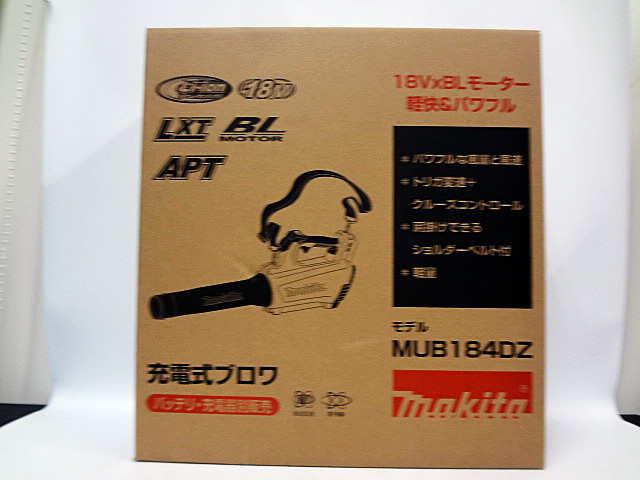 Li-ion 18V
LXT BL
MOTOR
APT
18V×BLモーター
軽快&パワフル
* パワフルな風量と風速
* トリガ変速+
クルーズコントロール
* 肩掛けできる
ショルダーベルト付
* 軽量
makita
モデル
MUB184DZ
充電式ブロワ
バッテリ・充電器別販売
makita